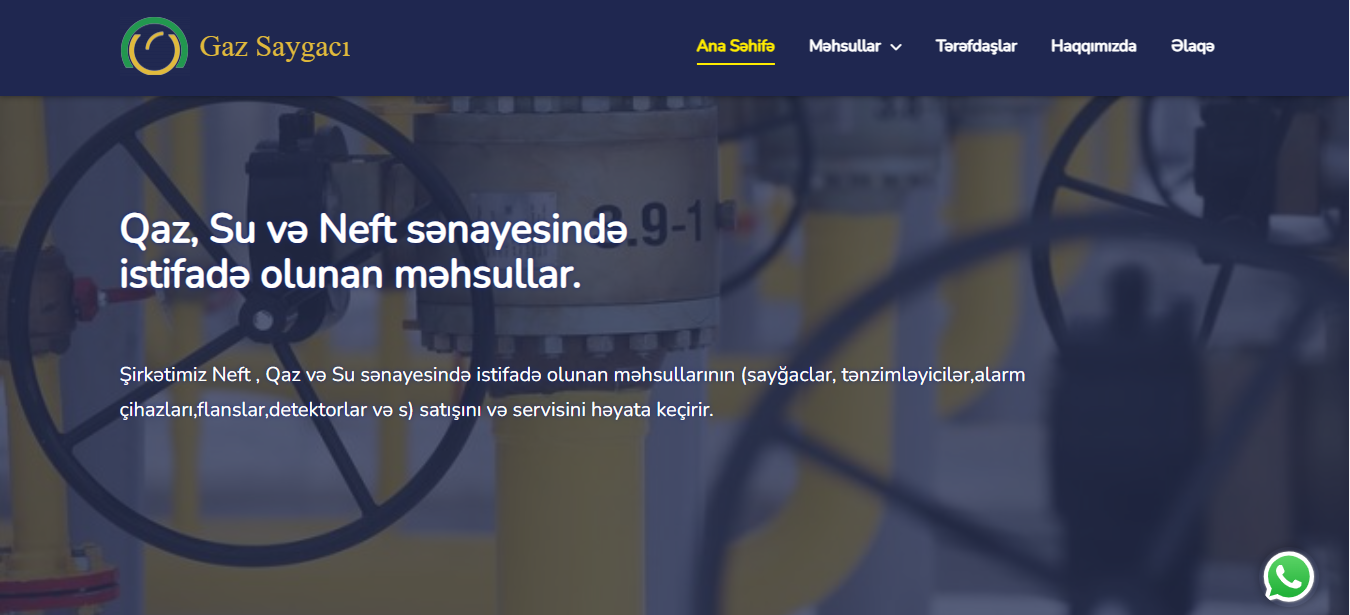 Gaz Saygacı
Ana Səhifə
Məhsullar
Tərəfdaşlar
Haqqımızda
Əlaqə
Qaz, Su və Neft sənayesində
istifadə olunan məhsullar.
Şirkətimiz Neft , Qaz və Su sənayesində istifadə olunan məhsullarının (sayğaclar, tənzimləyicilər,alarm
çihazları,flanslar,detektorlar və s) satışını və servisini həyata keçirir.